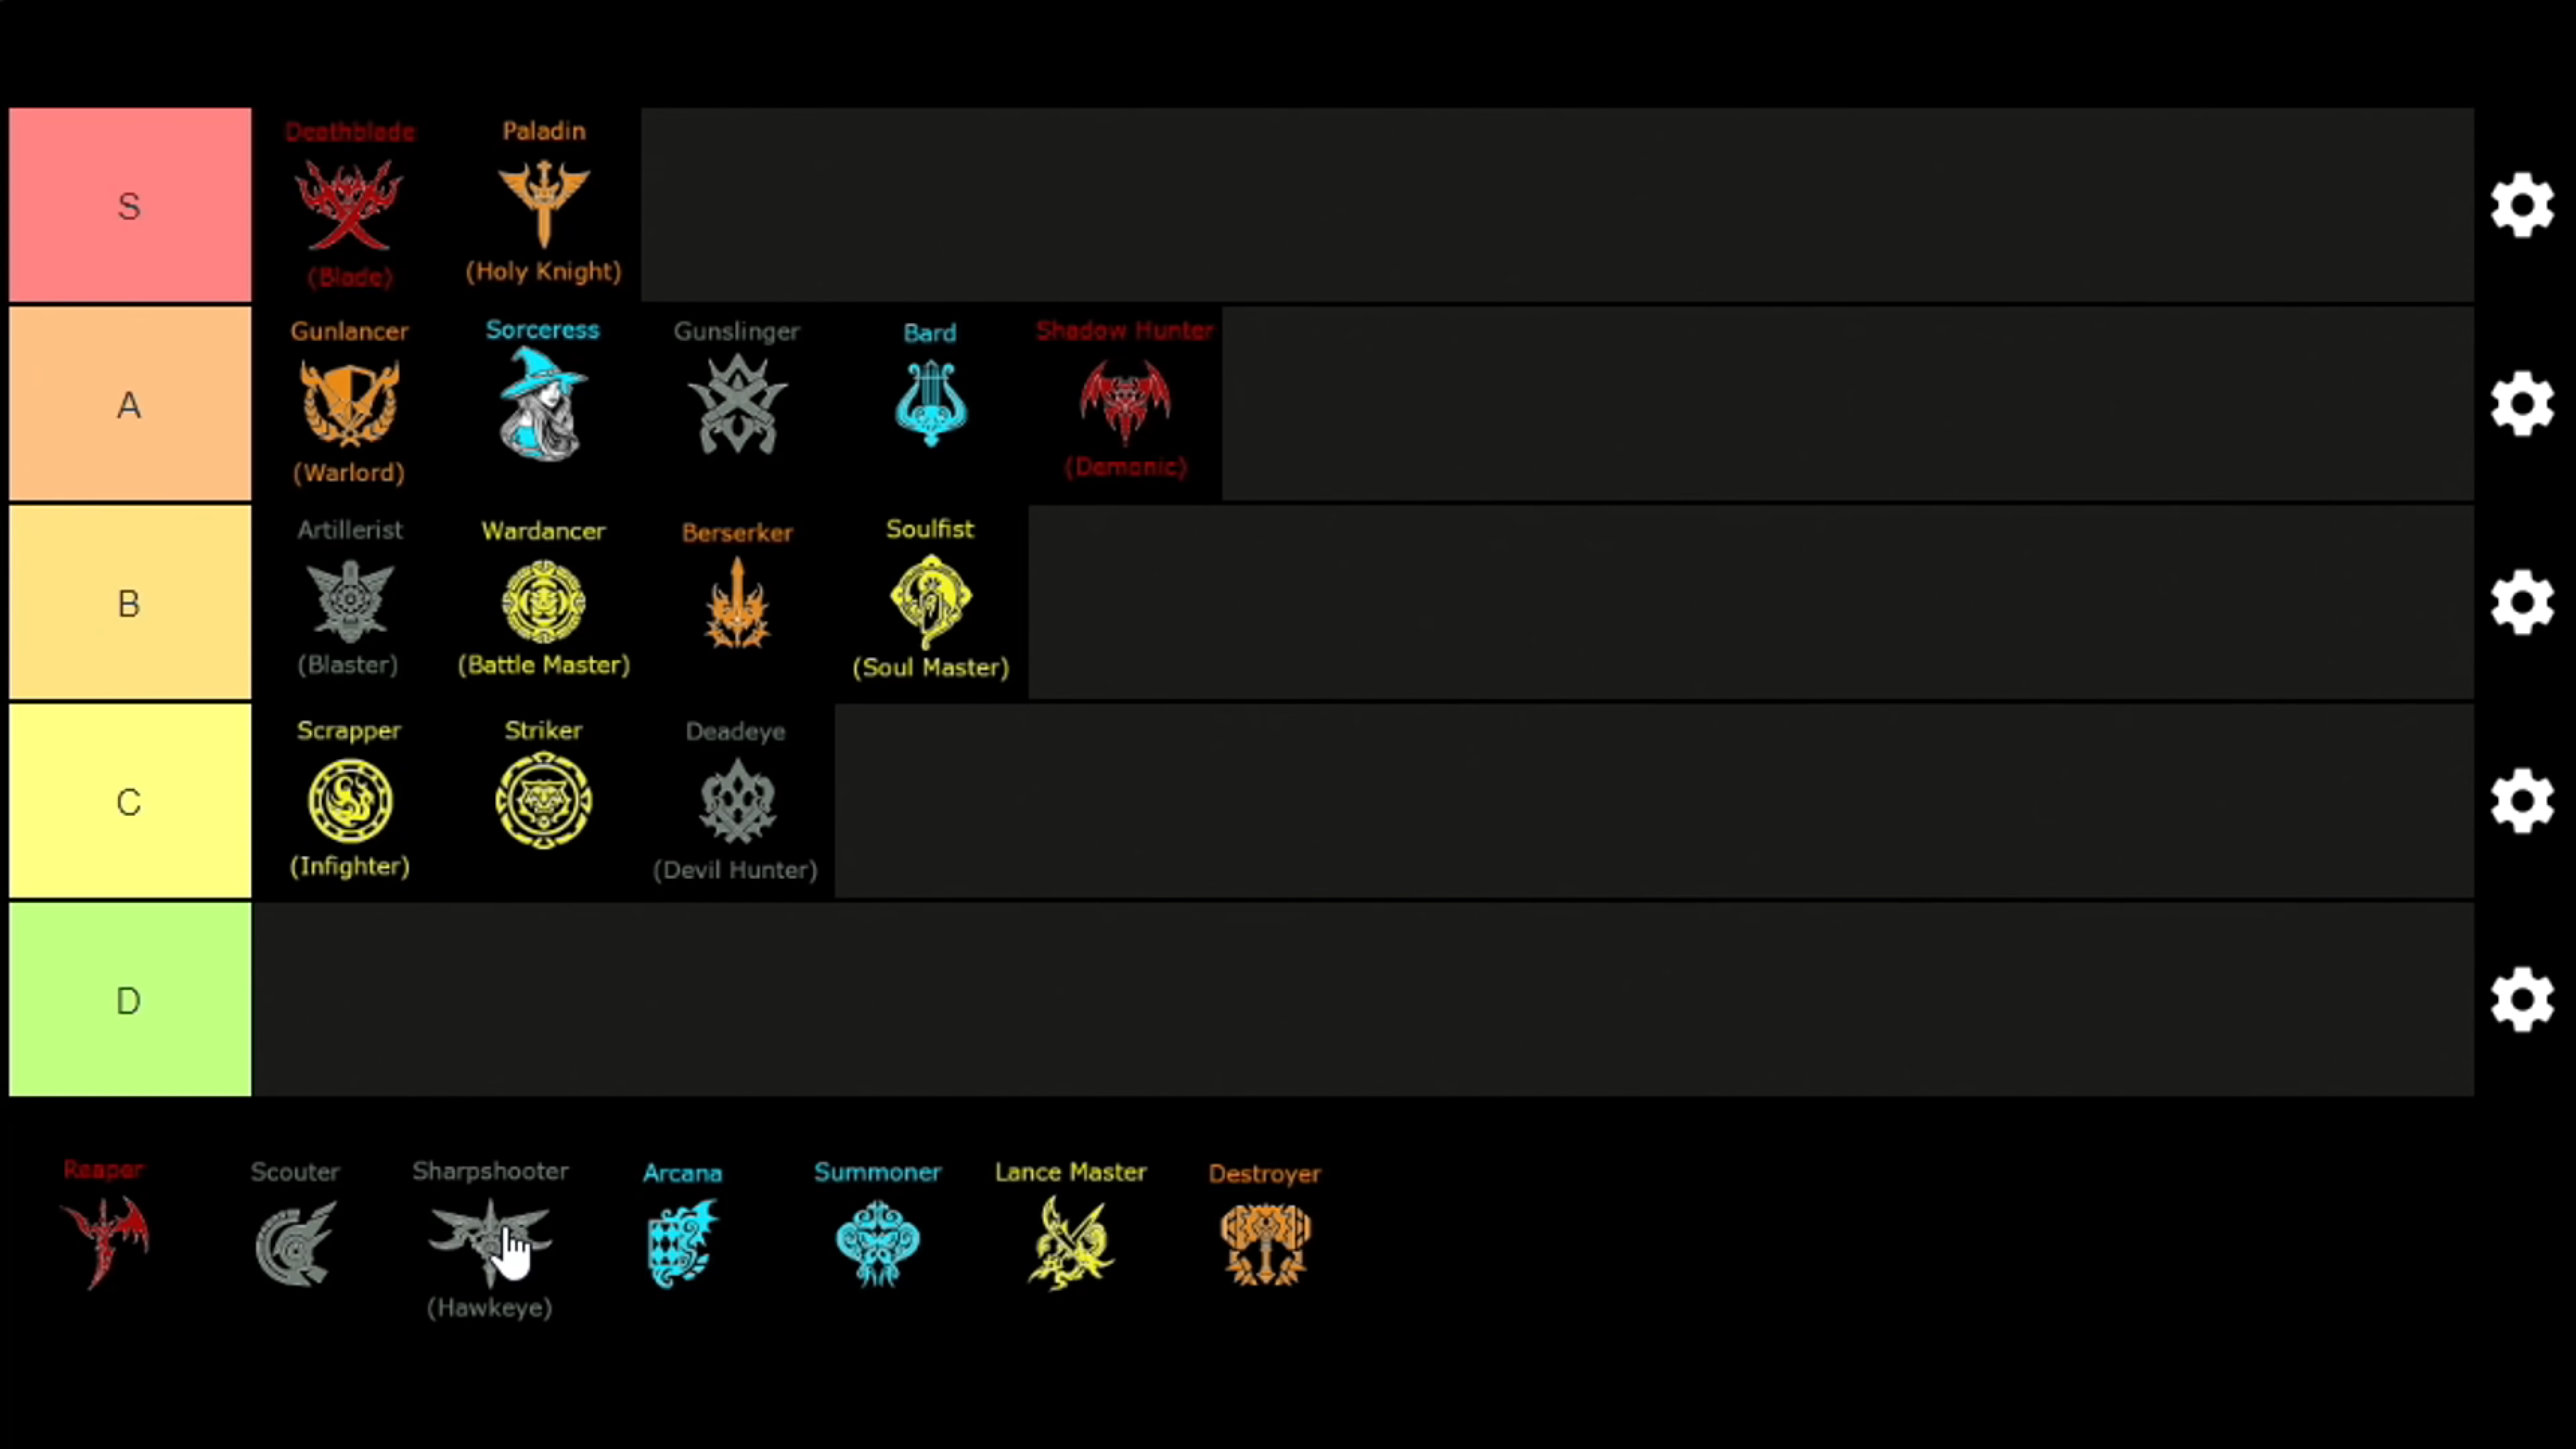 S
Deathblade
(Blade)
Paladin
(Holy Knight)
A
Gunlancer
(Warlord)
Sorceress
Gunslinger
Bard
Shadow Hunter
(Demonic)
B
Artillerist
(Blaster)
Wardancer
(Battle Master)
Berserker
Soulfist
(Soul Master)
C
Scrapper
(Infighter)
Striker
Deadeye
(Devil Hunter)
D
Reaper
Scouter
Sharpshooter
(Hawkeye)
Arcana
Summoner
Lance Master
Destroyer